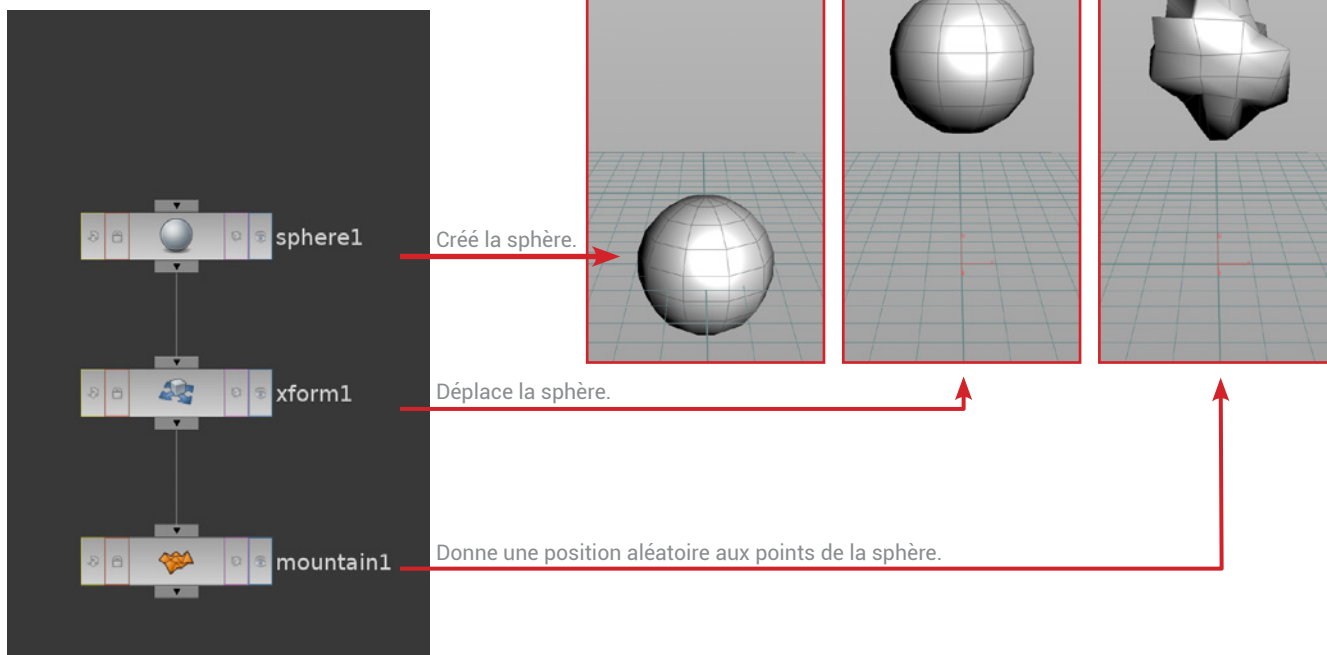 sphere1
Créé la sphère.
xform1
Déplace la sphère.
mountain1
Donne une position aléatoire aux points de la sphère.